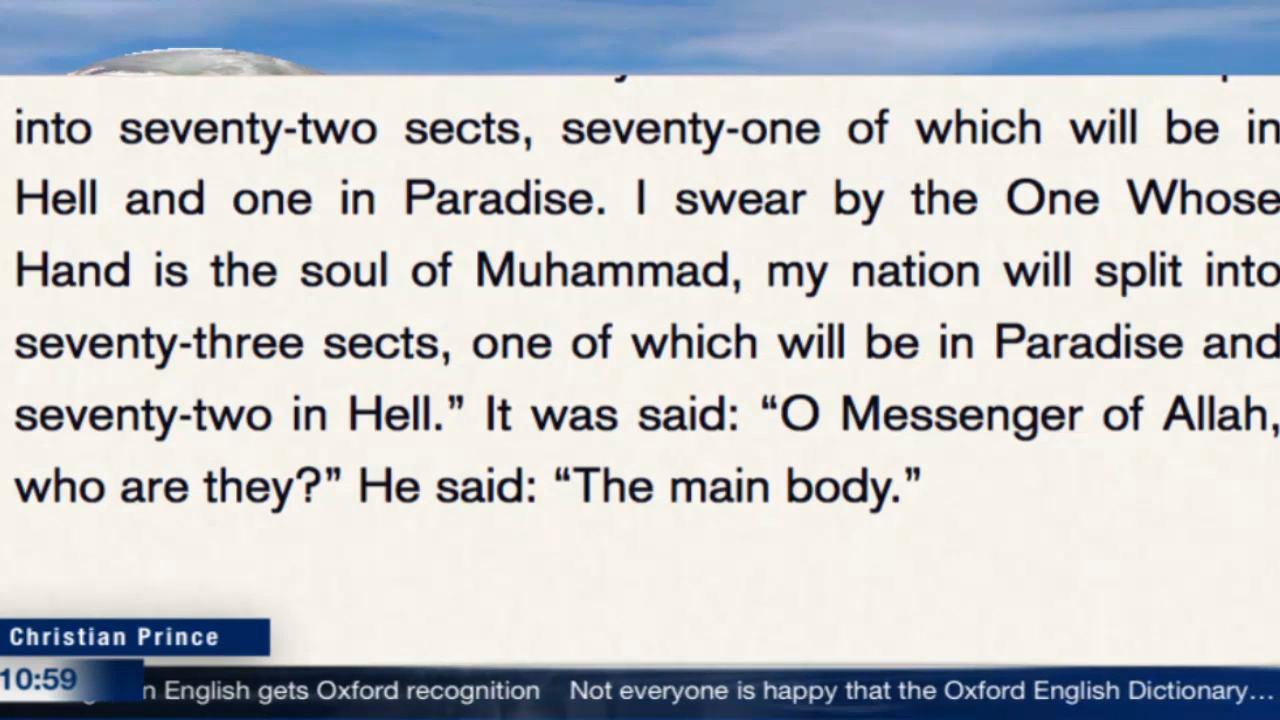 into seventy-two sects, seventy-one of which will be in
Hell and one in Paradise. I swear by the One Whose
Hand is the soul of Muhammad, my nation will split into
seventy-three sects, one of which will be in Paradise and
seventy-two in Hell.” It was said: “O Messenger of Allah,
who are they?” He said: “The main body.”
Christian Prince
10:59
n English gets Oxford recognition Not everyone is happy that the Oxford English Dictionary...